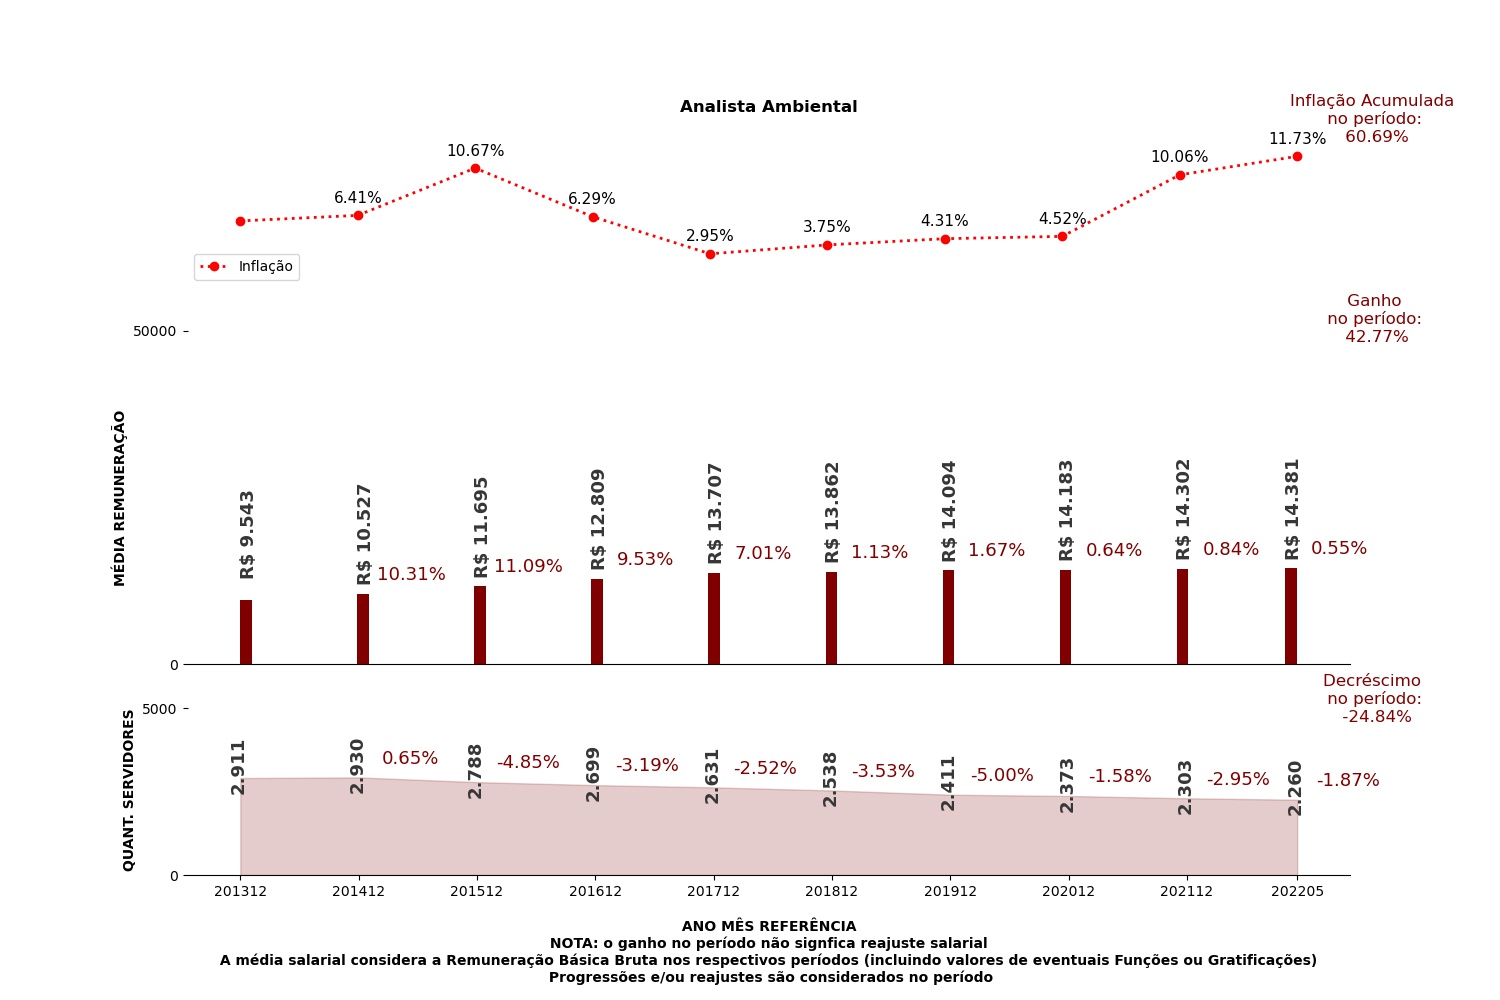 Analista Ambiental
Inflação Acumulada
no período:
60.69%
6.41%
10.67%
6.29%
2.95%
3.75%
4.31%
4.52%
10.06%
11.73%
Inflação
Ganho
no período:
42.77%
50000
0
MÉDIA REMUNERAÇÃO
R$ 9.543
R$ 10.527
R$ 11.695
R$ 12.809
R$ 13.707
R$ 13.862
R$ 14.094
R$ 14.183
R$ 14.302
R$ 14.381
10.31%
11.09%
9.53%
7.01%
1.13%
1.67%
0.64%
0.84%
0.55%
Decréscimo
no período:
-24.84%
5000
0
QUANT. SERVIDORES
2.911
2.930
2.788
2.699
2.631
2.538
2.411
2.373
2.303
2.260
0.65%
-4.85%
-3.19%
-2.52%
-3.53%
-5.00%
-1.58%
-2.95%
-1.87%
201312
201412
201512
201612
201712
201812
201912
202012
202112
202205
ANO MÊS REFERÊNCIA
NOTA: o ganho no período não signfica reajuste salarial
A média salarial considera a Remuneração Básica Bruta nos respectivos períodos (incluindo valores de eventuais Funções ou Gratificações)
Progressões e/ou reajustes são considerados no período